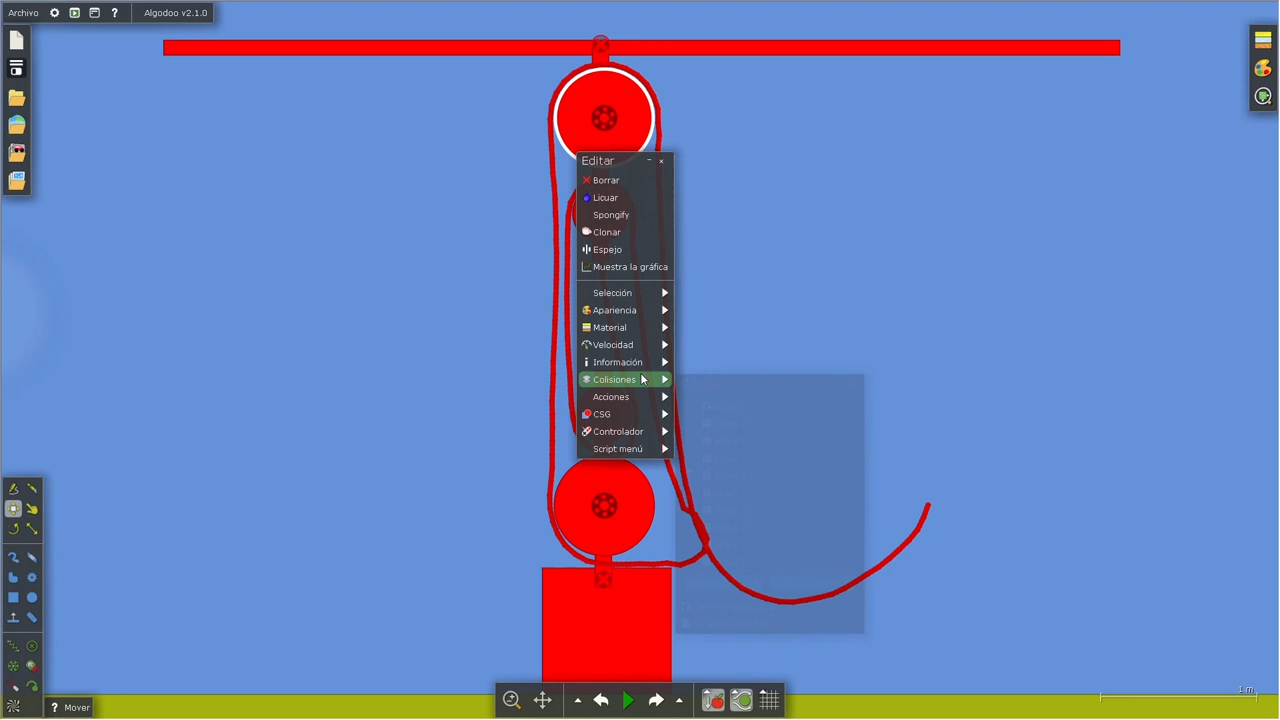 Archivo
?
Algodoo v2.1.0
Editar
Borrar
Licuar
Spongify
Clonar
Espejo
Muestra la gráfica
Selección
Apariencia
Material
Velocidad
Información
Colisiones
Acciones
CSG
Controlador
Script menú
? Mover
1 m